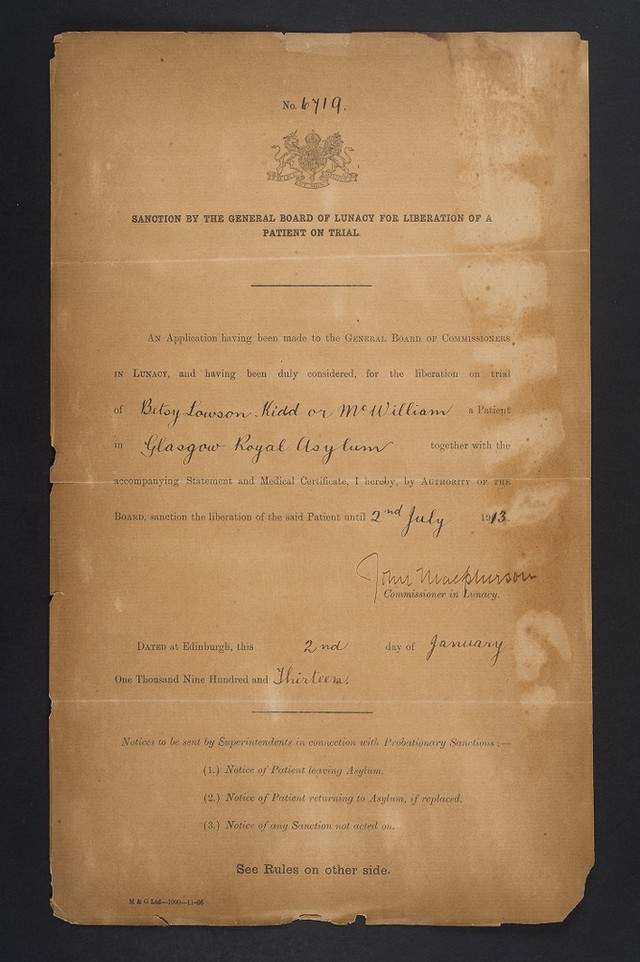 No. 6719.
SANCTION BY THE GENERAL BOARD OF LUNACY FOR LIBERATION OF A
PATIENT ON TRIAL.
AN Application having been made to the GENERAL BOARD OF COMMISSIONERS
IN LUNACY, and having been duly considered, for the liberation on trial
of Betsy Lowson Kidd or McWilliam a Patient
in Glasgow Royal Asylum together with the
accompanying Statement and Medical Certificate, I hereby, by AUTHORITY OF THE
BOARD, sanction the liberation of the said Patient until 2nd July 1913.
John Macpherson
Commissioner in Lunacy.
DATED at Edinburgh, this 2nd day of January
One Thousand Nine Hundred and Thirteen.
Notices to be sent by Superintendents in connection with Probationary Sanctions:—
(1.) Notice of Patient leaving Asylum.
(2.) Notice of Patient returning to Asylum, if replaced.
(3.) Notice of any Sanction not acted on.
See Rules on other side.
M & G Ltd—1000—11-06